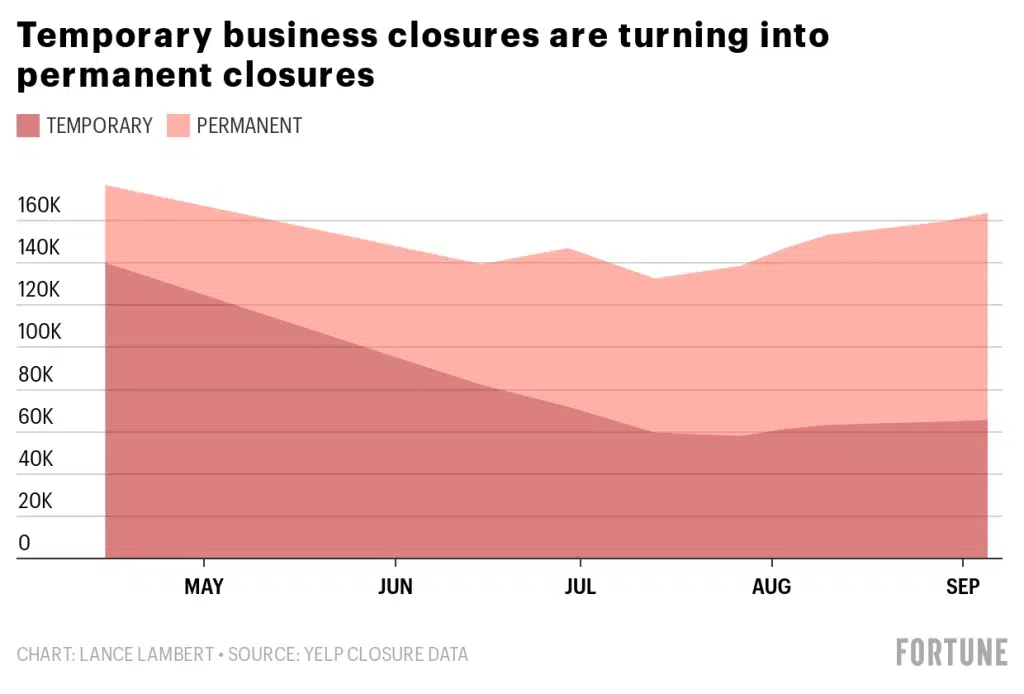 Temporary business closures are turning into
permanent closures
TEMPORARY PERMANENT
160K
140K
120K
100K
80K
60K
40K
20K
0
MAY JUN JUL AUG SEP
CHART: LANCE LAMBERT • SOURCE: YELP CLOSURE DATA
FORTUNE